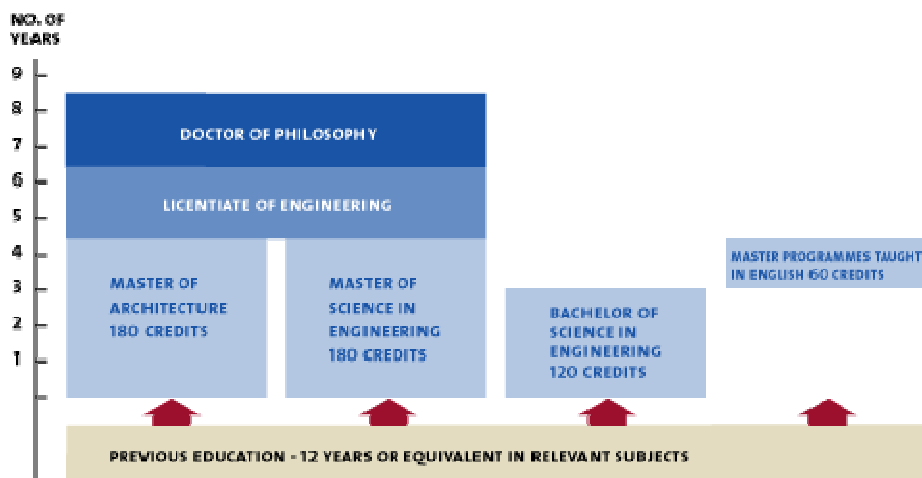 NO. OF
YEARS
9
8
7
6
5
4
3
2
1
DOCTOR OF PHILOSOPHY
LICENTIATE OF ENGINEERING
MASTER OF
ARCHITECTURE
180 CREDITS
MASTER OF
SCIENCE IN
ENGINEERING
180 CREDITS
BACHELOR OF
SCIENCE IN
ENGINEERING
120 CREDITS
MASTER PROGRAMMES TAUGHT
IN ENGLISH 60 CREDITS
PREVIOUS EDUCATION - 12 YEARS OR EQUIVALENT IN RELEVANT SUBJECTS